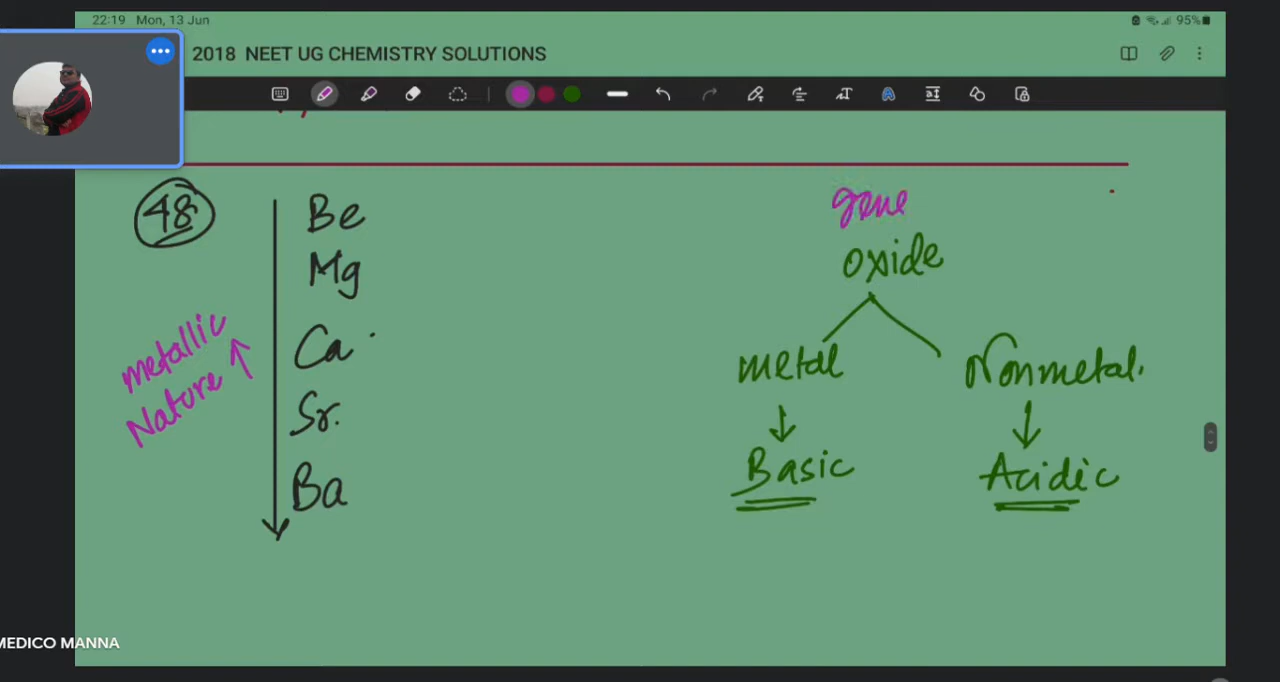 22:19 Mon, 13 Jun
95%
2018 NEET UG CHEMISTRY SOLUTIONS
48
Be
Mg
Ca
Sr.
Ba
metallic
Nature ↑
gene
oxide
metal
Nonmetal.
↓
↓
Basic
Acidic
MEDICO MANNA